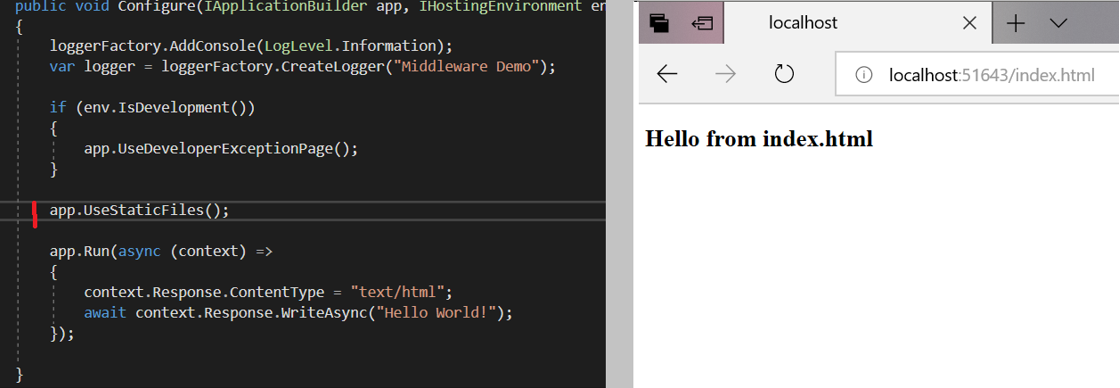 public void Configure(IApplicationBuilder app, IHostingEnvironment en
{
loggerFactory.AddConsole(LogLevel.Information);
var logger = loggerFactory.CreateLogger("Middleware Demo");
if (env.IsDevelopment())
{
app.UseDeveloperExceptionPage();
}
app.UseStaticFiles();
app.Run(async (context) =>
{
context.Response.ContentType = "text/html";
await context.Response.WriteAsync("Hello World!");
});
}
localhost
localhost:51643/index.html
Hello from index.html